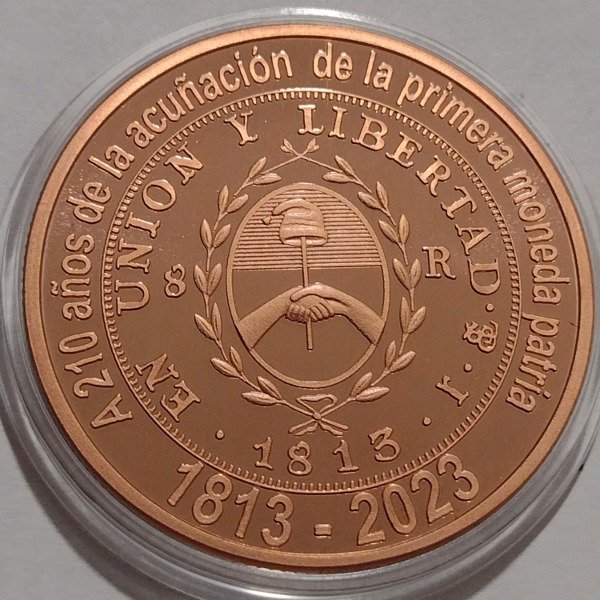 A 210 años de la acuñación de la primera moneda patria
EN UNION Y LIBERTAD
8 R
r.
1813
1813 - 2023